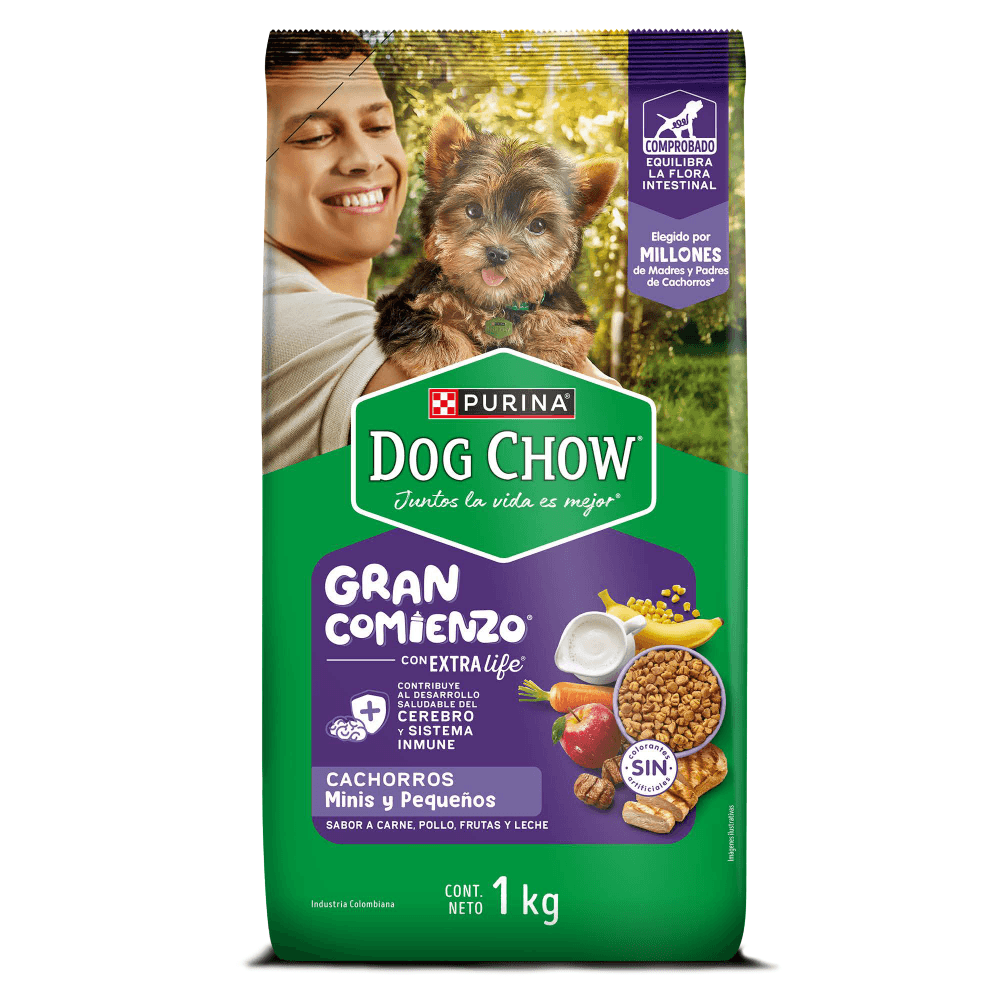 COMPROBADO
EQUILIBRA
LA FLORA
INTESTINAL
Elegido por
MILLONES
de Madres y Padres
de Cachorros*
PURINA®
DOG CHOW®
Juntos la vida es mejor®
GRAN
COMIENZO®
CON EXTRA life®
CONTRIBUYE
AL DESARROLLO
SALUDABLE DEL
CEREBRO
Y SISTEMA
INMUNE
colorantes
SIN
artificiales
CACHORROS
Minis y Pequeños
SABOR A CARNE, POLLO, FRUTAS Y LECHE
Imágenes ilustrativas
Industria Colombiana
CONT.
NETO 1 kg